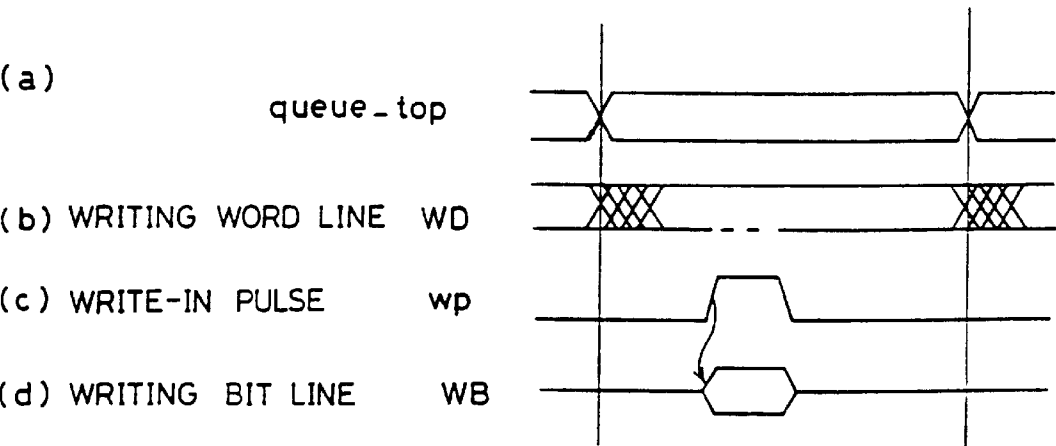 (a)
queue_top
(b) WRITING WORD LINE WD
(c) WRITE-IN PULSE wp
(d) WRITING BIT LINE WB